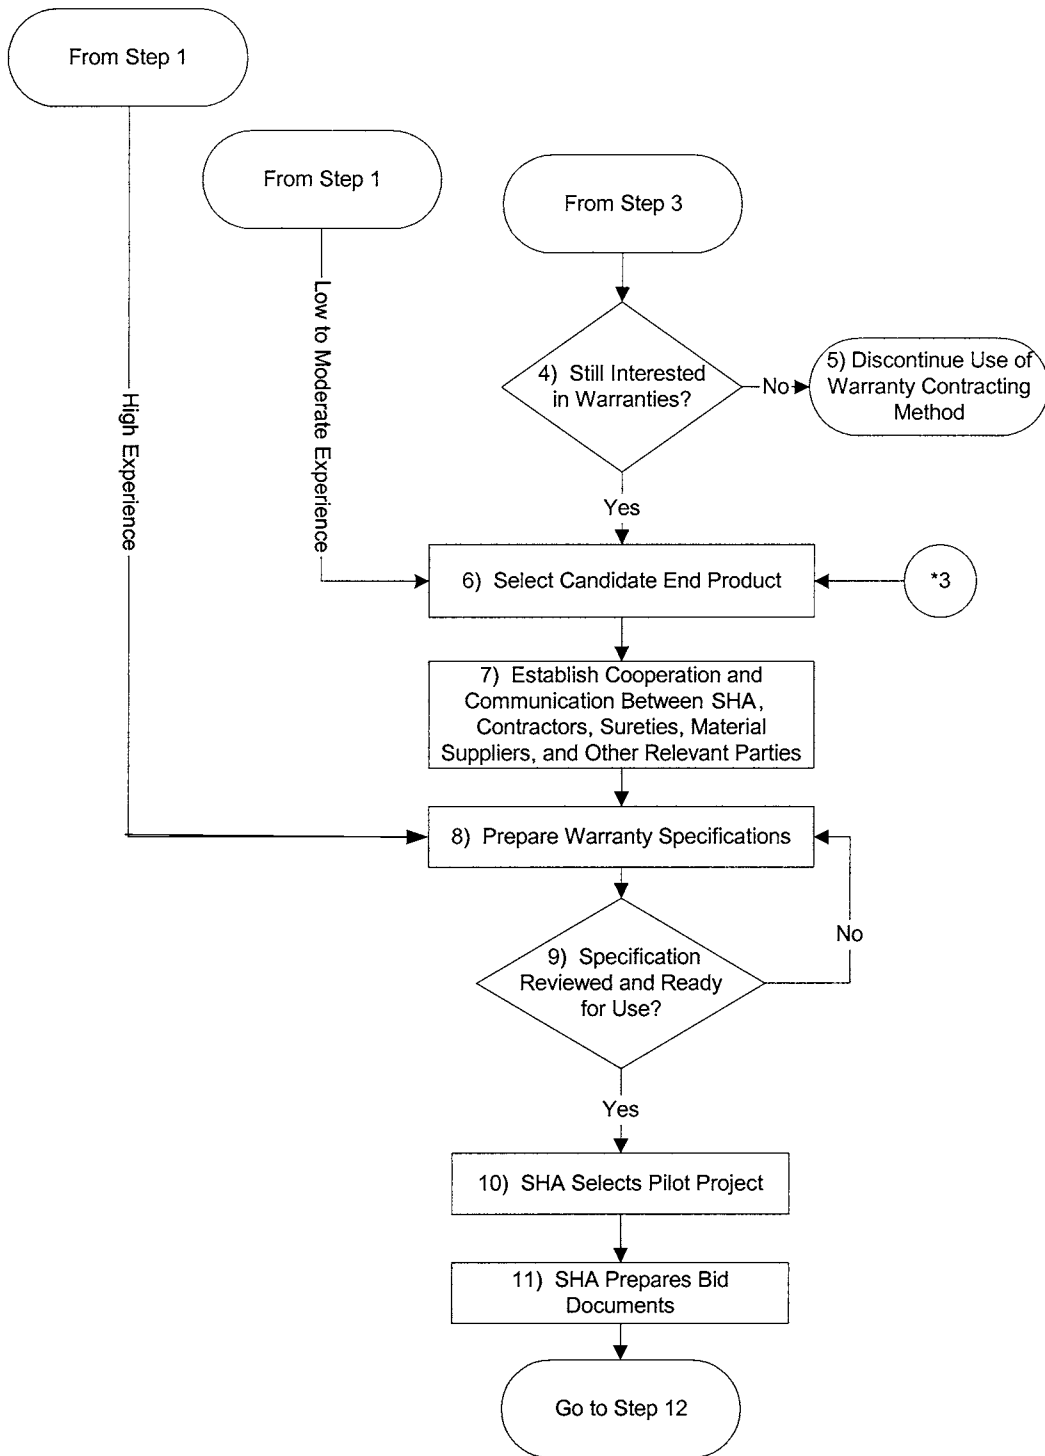 From Step 1
From Step 1
From Step 3
High Experience
Low to Moderate Experience
4) Still Interested
in Warranties?
No
5) Discontinue Use of
Warranty Contracting
Method
Yes
6) Select Candidate End Product
*3
7) Establish Cooperation and
Communication Between SHA,
Contractors, Sureties, Material
Suppliers, and Other Relevant Parties
8) Prepare Warranty Specifications
9) Specification
Reviewed and Ready
for Use?
No
Yes
10) SHA Selects Pilot Project
11) SHA Prepares Bid
Documents
Go to Step 12